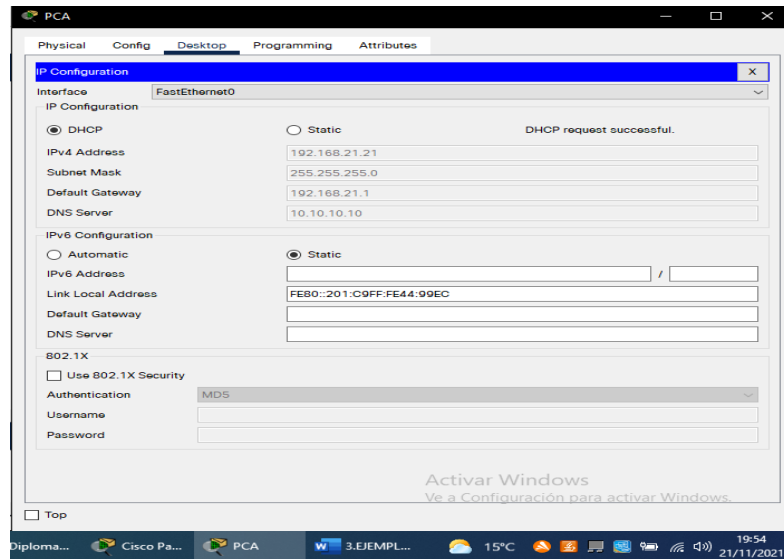 PCA
Physical Config Desktop Programming Attributes
IP Configuration X
Interface FastEthernet0
IP Configuration
DHCP Static DHCP request successful.
IPv4 Address 192.168.21.21
Subnet Mask 255.255.255.0
Default Gateway 192.168.21.1
DNS Server 10.10.10.10
IPv6 Configuration
Automatic Static
IPv6 Address /
Link Local Address FE80::201:C9FF:FE44:99EC
Default Gateway
DNS Server
802.1X
Use 802.1X Security
Authentication MD5
Username
Password
Activar Windows
Ve a Configuración para activar Windows.
Top
Diploma... Cisco Pa... PCA W 3.EJEMPL... 15°C 19:54
21/11/2021